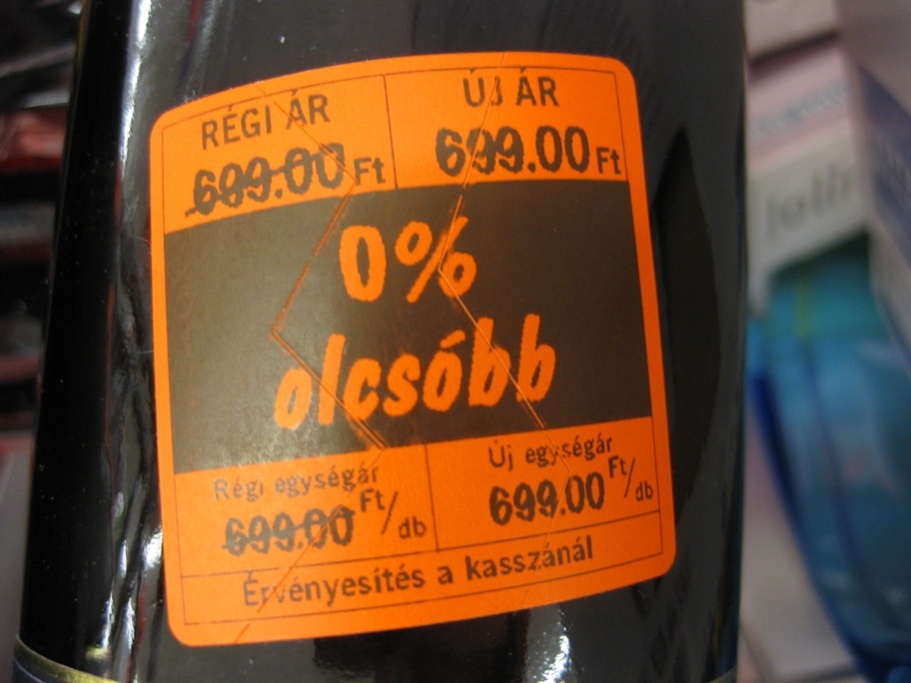 RÉGI ÁR
699.00 Ft
ÚJ ÁR
699.00 Ft
0%
olcsóbb
Régi egységár
699.00 Ft/db
Új egységár
699.00 Ft/db
Érvényesítés a kasszánál